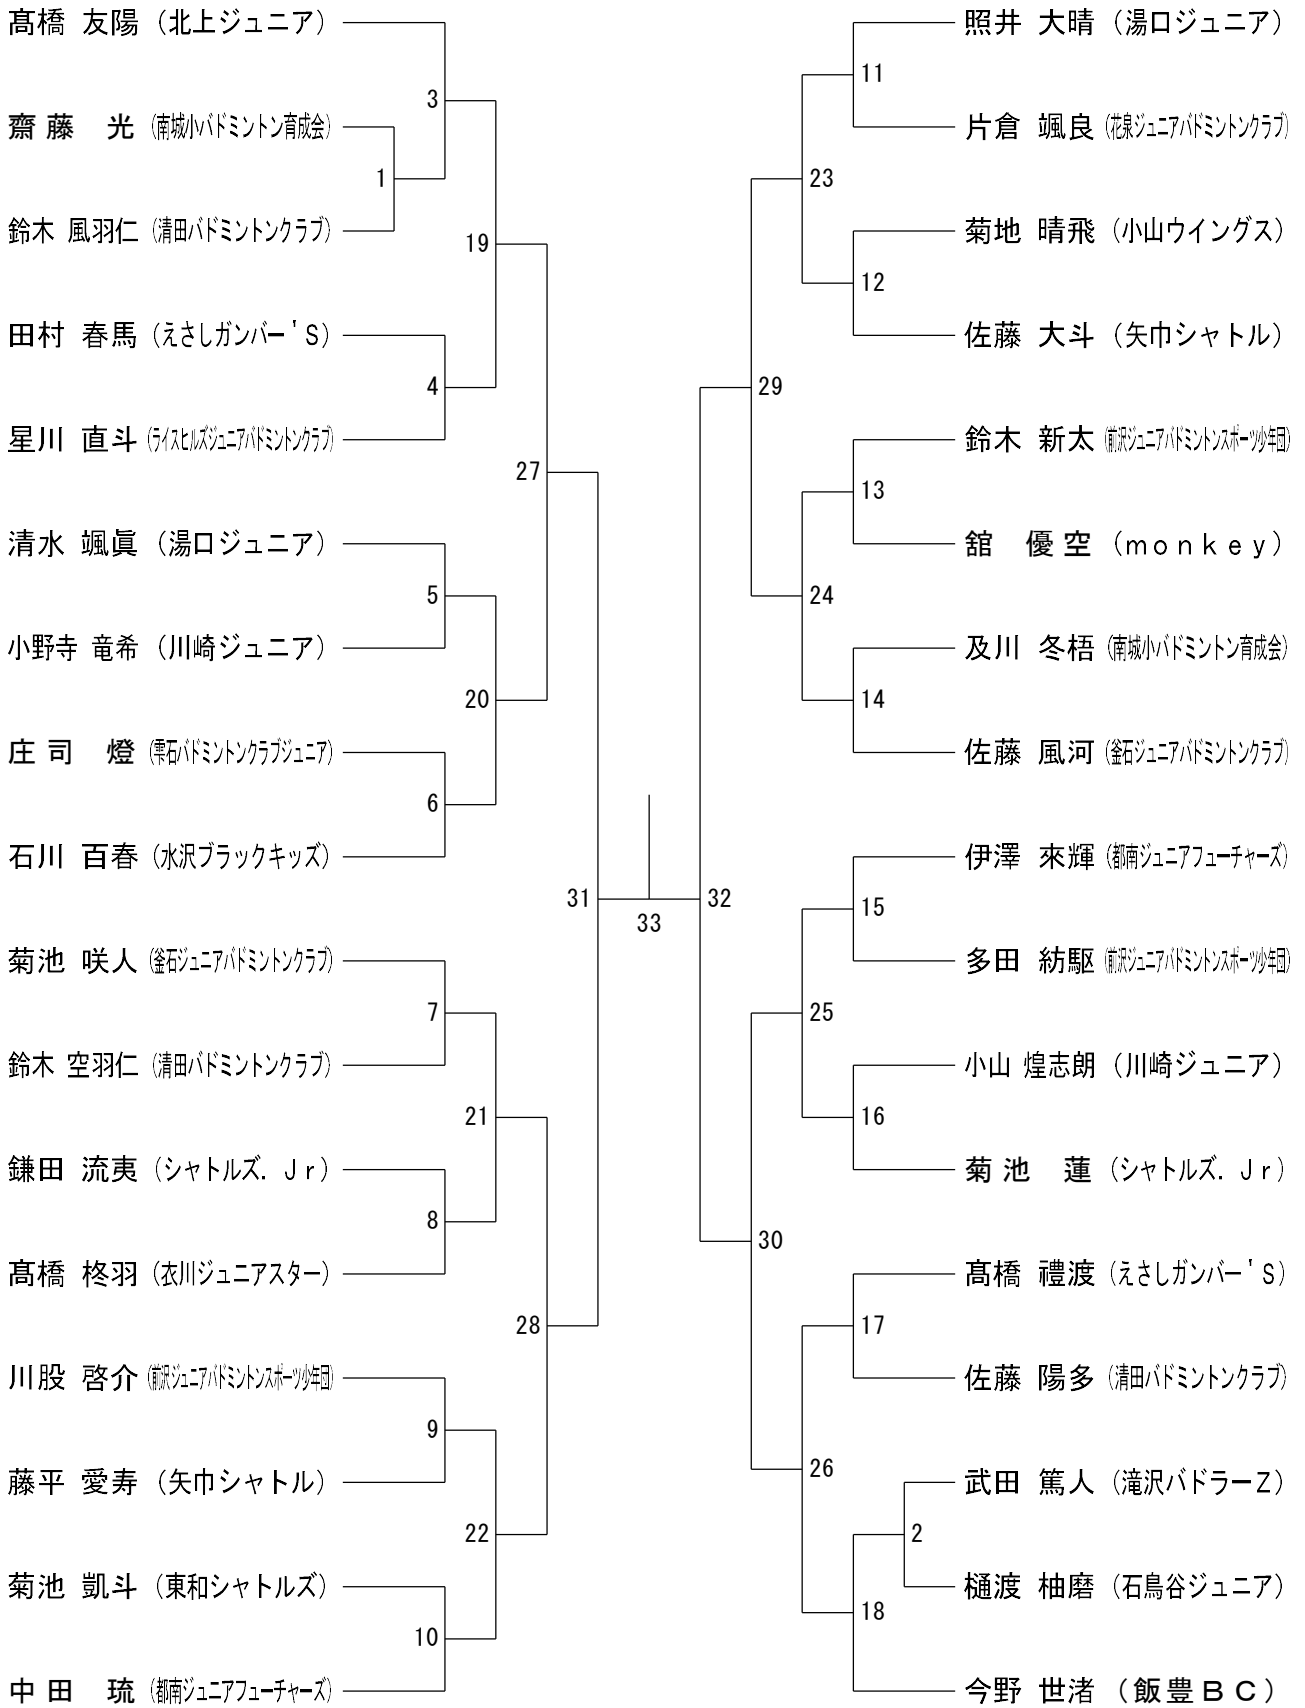 髙橋 友陽 (北上ジュニア)
3
齋藤 光 (南城小バドミントン育成会)
1
鈴木 風羽仁 (清田バドミントンクラブ)
19
田村 春馬 (えさしガンバー'S)
4
星川 直斗 (ライスヒルズジュニアバドミントンクラブ)
27
清水 颯眞 (湯口ジュニア)
5
小野寺 竜希 (川崎ジュニア)
20
庄司 燈 (雫石バドミントンクラブジュニア)
6
石川 百春 (水沢ブラックキッズ)
31
菊池 咲人 (釜石ジュニアバドミントンクラブ)
7
鈴木 空羽仁 (清田バドミントンクラブ)
21
鎌田 流夷 (シャトルズ.Jr)
8
髙橋 柊羽 (衣川ジュニアスター)
28
川股 啓介 (前沢ジュニアバドミントンスポーツ少年団)
9
藤平 愛寿 (矢巾シャトル)
22
菊池 凱斗 (東和シャトルズ)
10
中田 琉 (都南ジュニアフューチャーズ)
33
照井 大晴 (湯口ジュニア)
11
片倉 颯良 (花泉ジュニアバドミントンクラブ)
23
菊地 晴飛 (小山ウイングス)
12
佐藤 大斗 (矢巾シャトル)
29
鈴木 新太 (前沢ジュニアバドミントンスポーツ少年団)
13
舘 優空 (monkey)
24
及川 冬梧 (南城小バドミントン育成会)
14
佐藤 風河 (釜石ジュニアバドミントンクラブ)
32
伊澤 來輝 (都南ジュニアフューチャーズ)
15
多田 紡駆 (前沢ジュニアバドミントンスポーツ少年団)
25
小山 煌志朗 (川崎ジュニア)
16
菊池 蓮 (シャトルズ.Jr)
30
髙橋 禮渡 (えさしガンバー'S)
17
佐藤 陽多 (清田バドミントンクラブ)
26
武田 篤人 (滝沢バドラーZ)
2
樋渡 柚磨 (石鳥谷ジュニア)
18
今野 世渚 (飯豊BC)